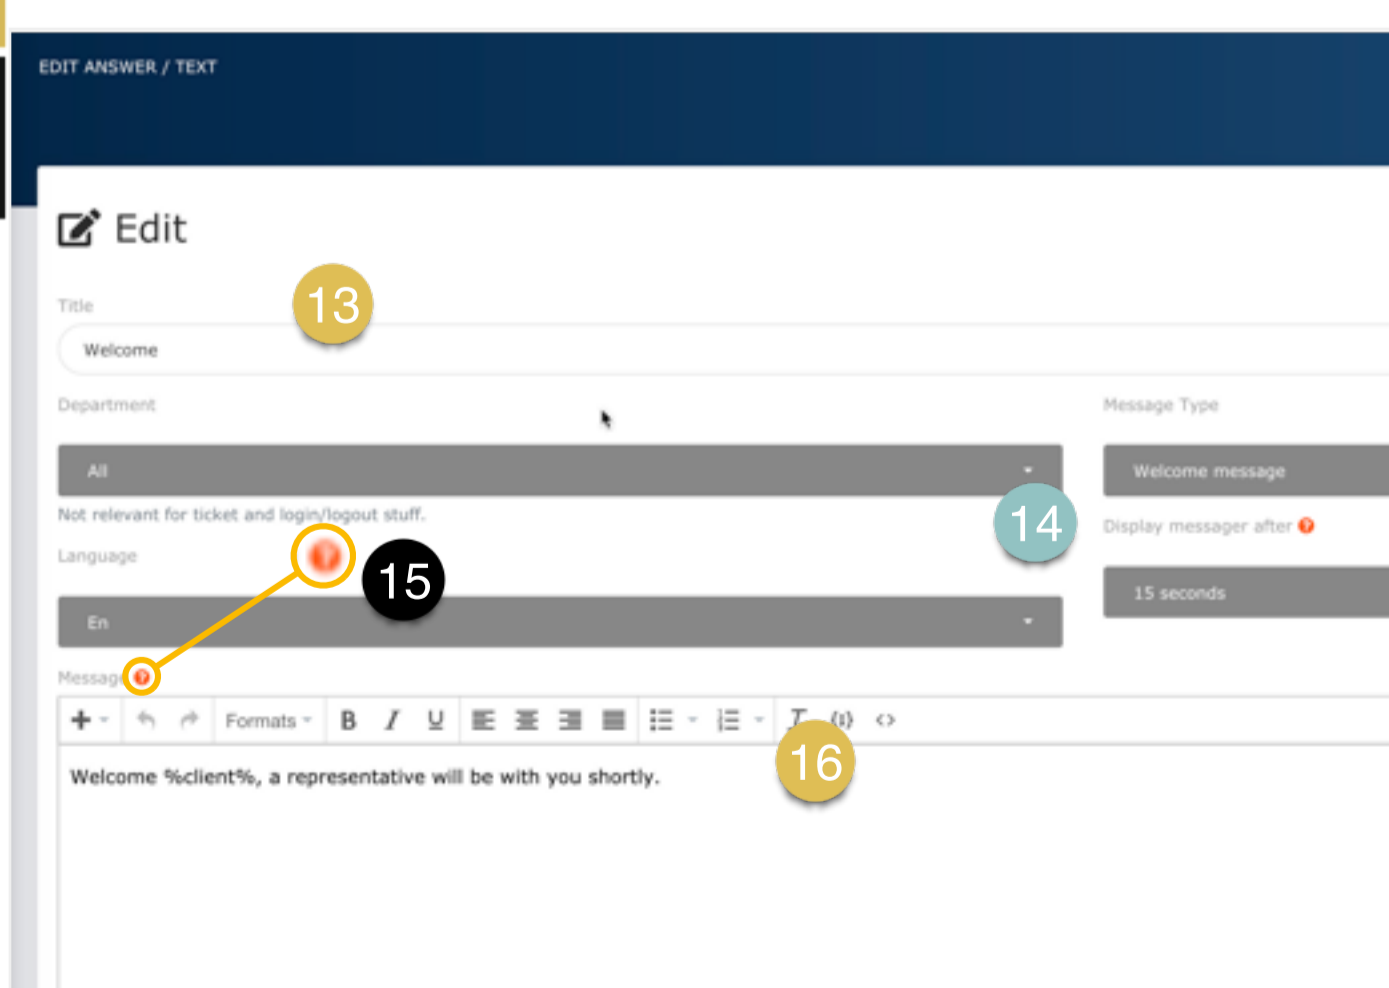 EDIT ANSWER / TEXT
Edit
13
Title
Welcome
Department
Message Type
All
Welcome message
14
Not relevant for ticket and login/logout stuff.
Display messager after ?
Language
?
15
15 seconds
En
Message ?
Formats B I U
16
Welcome %client%, a representative will be with you shortly.